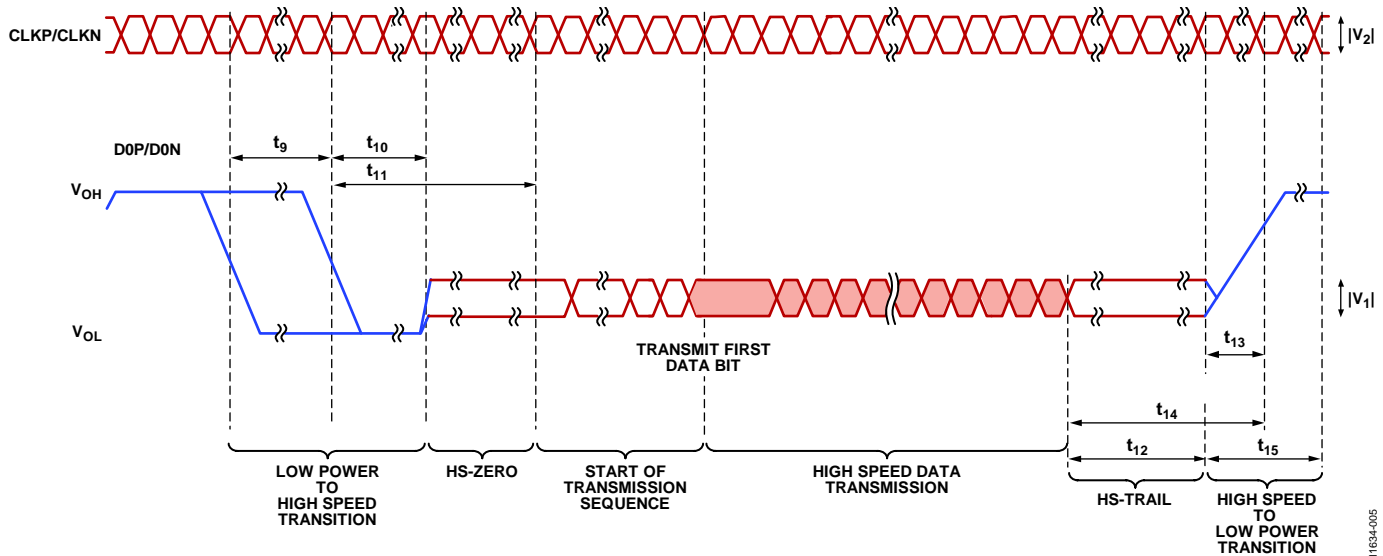 CLKP/CLKN
|V2|
D0P/D0N
t9
t10
t11
VOH
VOL
|V1|
TRANSMIT FIRST
DATA BIT
t13
t14
t12
t15
LOW POWER
TO
HIGH SPEED
TRANSITION
HS-ZERO
START OF
TRANSMISSION
SEQUENCE
HIGH SPEED DATA
TRANSMISSION
HS-TRAIL
HIGH SPEED
TO
LOW POWER
TRANSITION
11634-005